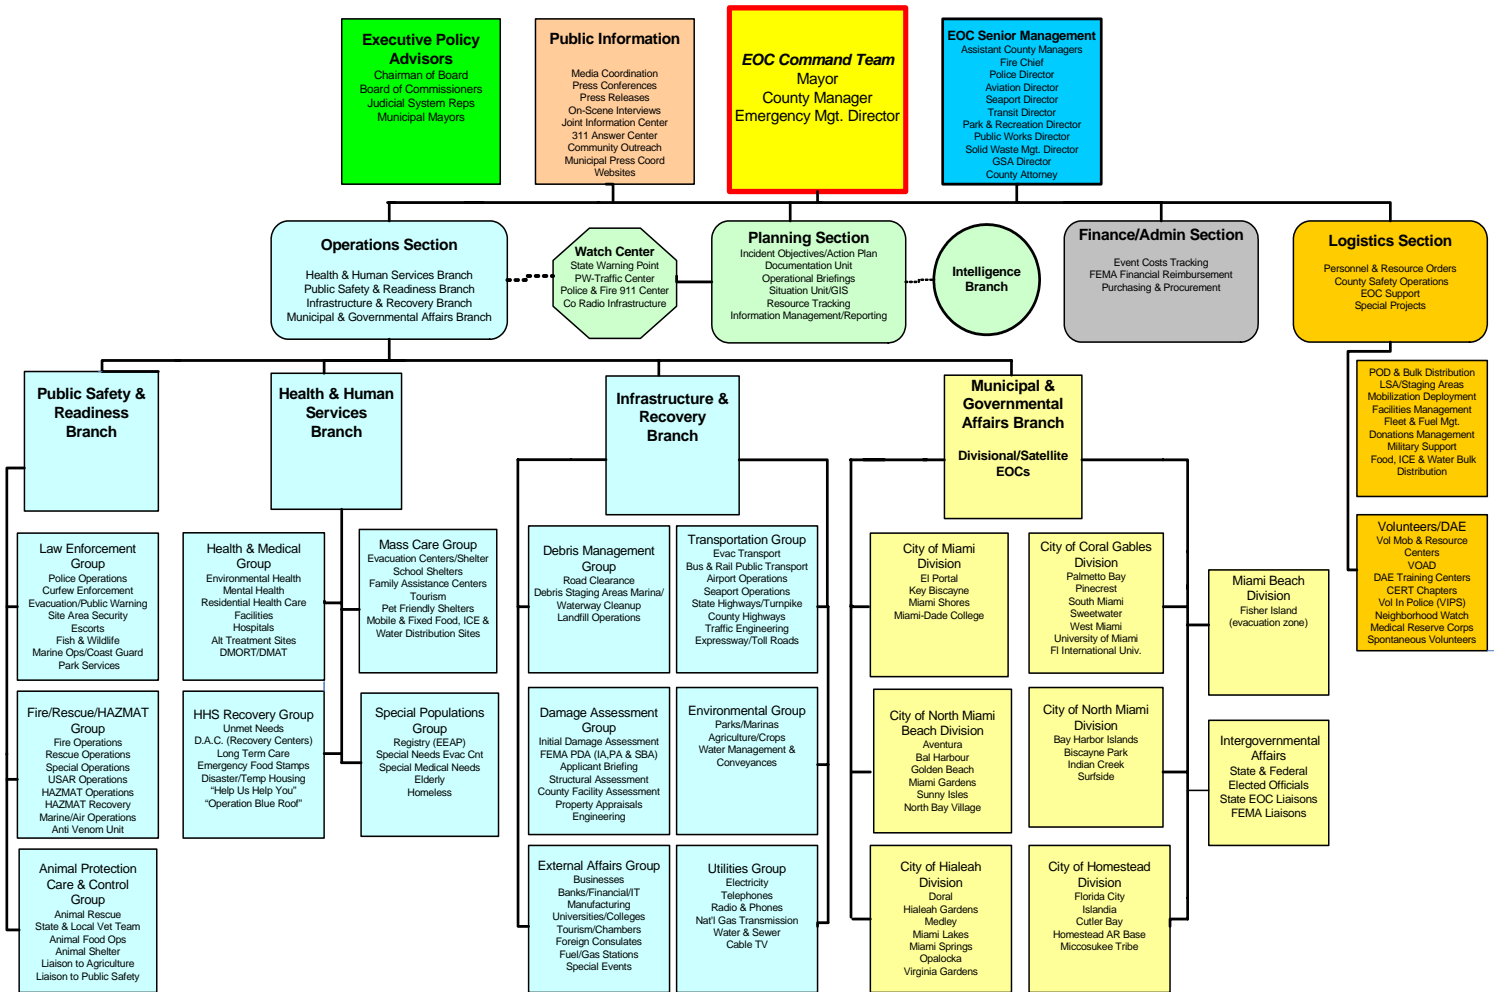 Executive Policy
Advisors
Chairman of Board
Board of Commissioners
Judicial System Reps
Municipal Mayors
Public Information
Media Coordination
Press Conferences
Press Releases
On-Scene Interviews
Joint Information Center
311 Answer Center
Community Outreach
Municipal Press Coord
Websites
EOC Command Team
Mayor
County Manager
Emergency Mgt. Director
EOC Senior Management
Assistant County Managers
Fire Chief
Police Director
Aviation Director
Seaport Director
Transit Director
Park & Recreation Director
Public Works Director
Solid Waste Mgt. Director
GSA Director
County Attorney
Operations Section
Health & Human Services Branch
Public Safety & Readiness Branch
Infrastructure & Recovery Branch
Municipal & Governmental Affairs Branch
Watch Center
State Warning Point
PW-Traffic Center
Police & Fire 911 Center
Co Radio Infrastructure
Planning Section
Incident Objectives/Action Plan
Documentation Unit
Operational Briefings
Situation Unit/GIS
Resource Tracking
Information Management/Reporting
Intelligence
Branch
Finance/Admin Section
Event Costs Tracking
FEMA Financial Reimbursement
Purchasing & Procurement
Logistics Section
Personnel & Resource Orders
County Safety Operations
EOC Support
Special Projects
Public Safety &
Readiness
Branch
Health & Human
Services
Branch
Infrastructure &
Recovery
Branch
Municipal &
Governmental
Affairs Branch
Divisional/Satellite
EOCs
POD & Bulk Distribution
LSA/Staging Areas
Mobilization Deployment
Facilities Management
Fleet & Fuel Mgt.
Donations Management
Military Support
Food, ICE & Water Bulk
Distribution
Law Enforcement
Group
Police Operations
Curfew Enforcement
Evacuation/Public Warning
Site Area Security
Escorts
Fish & Wildlife
Marine Ops/Coast Guard
Park Services
Health & Medical
Group
Environmental Health
Mental Health
Residential Health Care
Facilities
Hospitals
Alt Treatment Sites
DMORT/DMAT
Mass Care Group
Evacuation Centers/Shelter
School Shelters
Family Assistance Centers
Tourism
Pet Friendly Shelters
Mobile & Fixed Food, ICE &
Water Distribution Sites
Debris Management
Group
Road Clearance
Debris Staging Areas Marina/
Waterway Cleanup
Landfill Operations
Transportation Group
Evac Transport
Bus & Rail Public Transport
Airport Operations
Seaport Operations
State Highways/Turnpike
County Highways
Traffic Engineering
Expressway/Toll Roads
City of Miami
Division
El Portal
Key Biscayne
Miami Shores
Miami-Dade College
City of Coral Gables
Division
Palmetto Bay
Pinecrest
South Miami
Sweetwater
West Miami
University of Miami
Fl International Univ.
Miami Beach
Division
Fisher Island
(evacuation zone)
Volunteers/DAE
Vol Mob & Resource
Centers
VOAD
DAE Training Centers
CERT Chapters
Vol In Police (VIPS)
Neighborhood Watch
Medical Reserve Corps
Spontaneous Volunteers
Fire/Rescue/HAZMAT
Group
Fire Operations
Rescue Operations
Special Operations
USAR Operations
HAZMAT Operations
HAZMAT Recovery
Marine/Air Operations
Anti Venom Unit
HHS Recovery Group
Unmet Needs
D.A.C. (Recovery Centers)
Long Term Care
Emergency Food Stamps
Disaster/Temp Housing
“Help Us Help You”
“Operation Blue Roof”
Special Populations
Group
Registry (EEAP)
Special Needs Evac Cnt
Special Medical Needs
Elderly
Homeless
Damage Assessment
Group
Initial Damage Assessment
FEMA PDA (IA,PA & SBA)
Applicant Briefing
Structural Assessment
County Facility Assessment
Property Appraisals
Engineering
Environmental Group
Parks/Marinas
Agriculture/Crops
Water Management &
Conveyances
City of North Miami
Beach Division
Aventura
Bal Harbour
Golden Beach
Miami Gardens
Sunny Isles
North Bay Village
City of North Miami
Division
Bay Harbor Islands
Biscayne Park
Indian Creek
Surfside
Intergovernmental
Affairs
State & Federal
Elected Officials
State EOC Liaisons
FEMA Liaisons
Animal Protection
Care & Control
Group
Animal Rescue
State & Local Vet Team
Animal Food Ops
Animal Shelter
Liaison to Agriculture
Liaison to Public Safety
External Affairs Group
Businesses
Banks/Financial/IT
Manufacturing
Universities/Colleges
Tourism/Chambers
Foreign Consulates
Fuel/Gas Stations
Special Events
Utilities Group
Electricity
Telephones
Radio & Phones
Nat'l Gas Transmission
Water & Sewer
Cable TV
City of Hialeah
Division
Doral
Hialeah Gardens
Medley
Miami Lakes
Miami Springs
Opalocka
Virginia Gardens
City of Homestead
Division
Florida City
Islandia
Cutler Bay
Homestead AR Base
Miccosukee Tribe